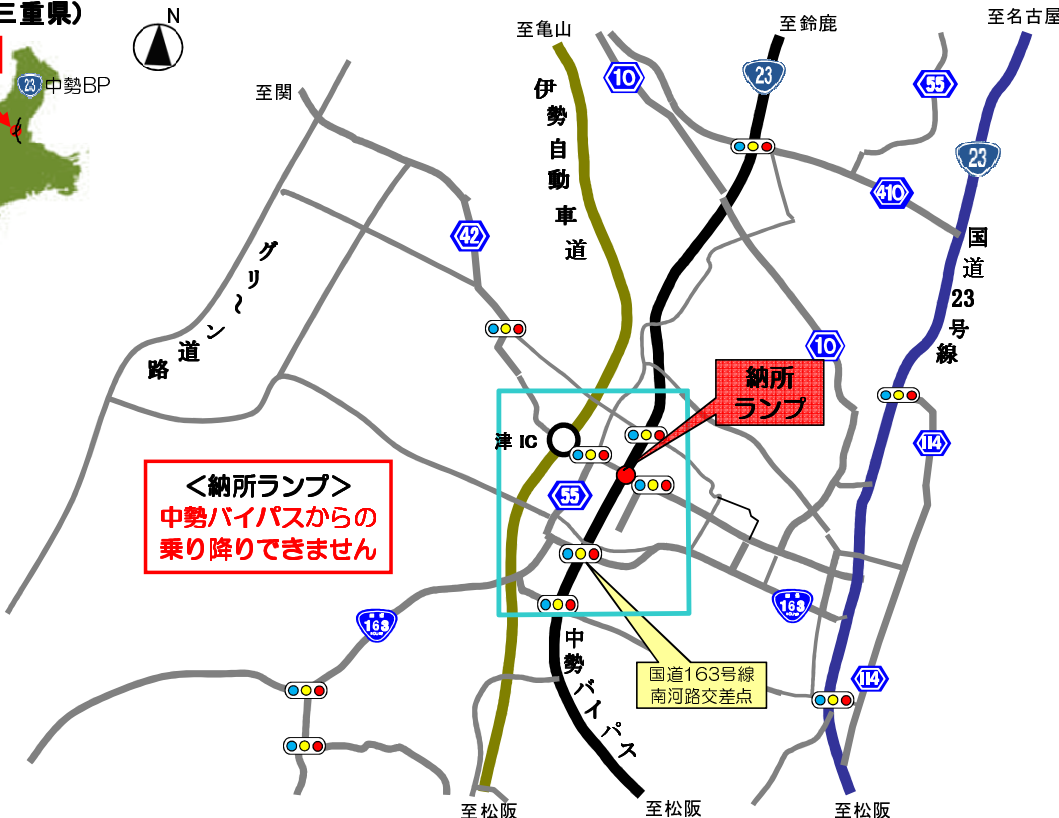 三重県）
N
23 中勢BP
至関
至亀山
至鈴鹿
至名古屋
10
23
55
伊勢自動車道
23
410
42
国道23号線
グリーン道路
10
納所
ランプ
114
津 IC
55
＜納所ランプ＞
中勢バイパスからの
乗り降りできません
163
163
中勢バイパス
国道163号線
南河路交差点
114
至松阪
至松阪
至松阪